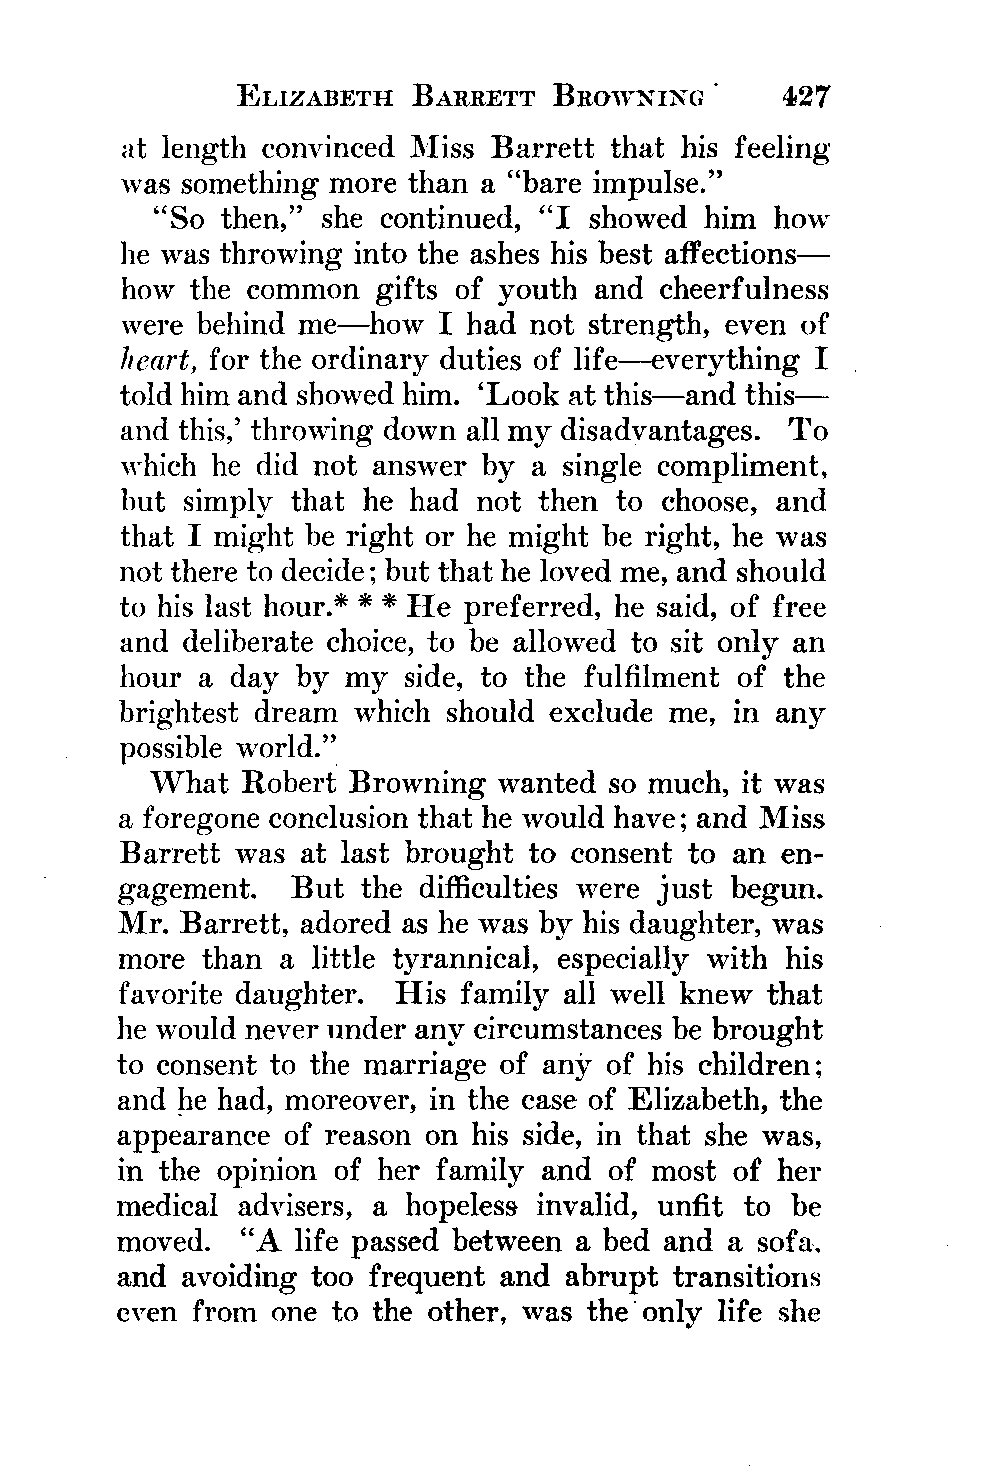 ELIZABETH BARRETT BROWNING 427
at length convinced Miss Barrett that his feeling
was something more than a “bare impulse.”
“So then,” she continued, “I showed him how
he was throwing into the ashes his best affections—
how the common gifts of youth and cheerfulness
were behind me—how I had not strength, even of
heart, for the ordinary duties of life—everything I
told him and showed him. ‘Look at this—and this—
and this,’ throwing down all my disadvantages. To
which he did not answer by a single compliment,
but simply that he had not then to choose, and
that I might be right or he might be right, he was
not there to decide; but that he loved me, and should
to his last hour.* * * He preferred, he said, of free
and deliberate choice, to be allowed to sit only an
hour a day by my side, to the fulfilment of the
brightest dream which should exclude me, in any
possible world.”
What Robert Browning wanted so much, it was
a foregone conclusion that he would have; and Miss
Barrett was at last brought to consent to an en-
gagement. But the difficulties were just begun.
Mr. Barrett, adored as he was by his daughter, was
more than a little tyrannical, especially with his
favorite daughter. His family all well knew that
he would never under any circumstances be brought
to consent to the marriage of any of his children;
and he had, moreover, in the case of Elizabeth, the
appearance of reason on his side, in that she was,
in the opinion of her family and of most of her
medical advisers, a hopeless invalid, unfit to be
moved. “A life passed between a bed and a sofa,
and avoiding too frequent and abrupt transitions
even from one to the other, was the only life she